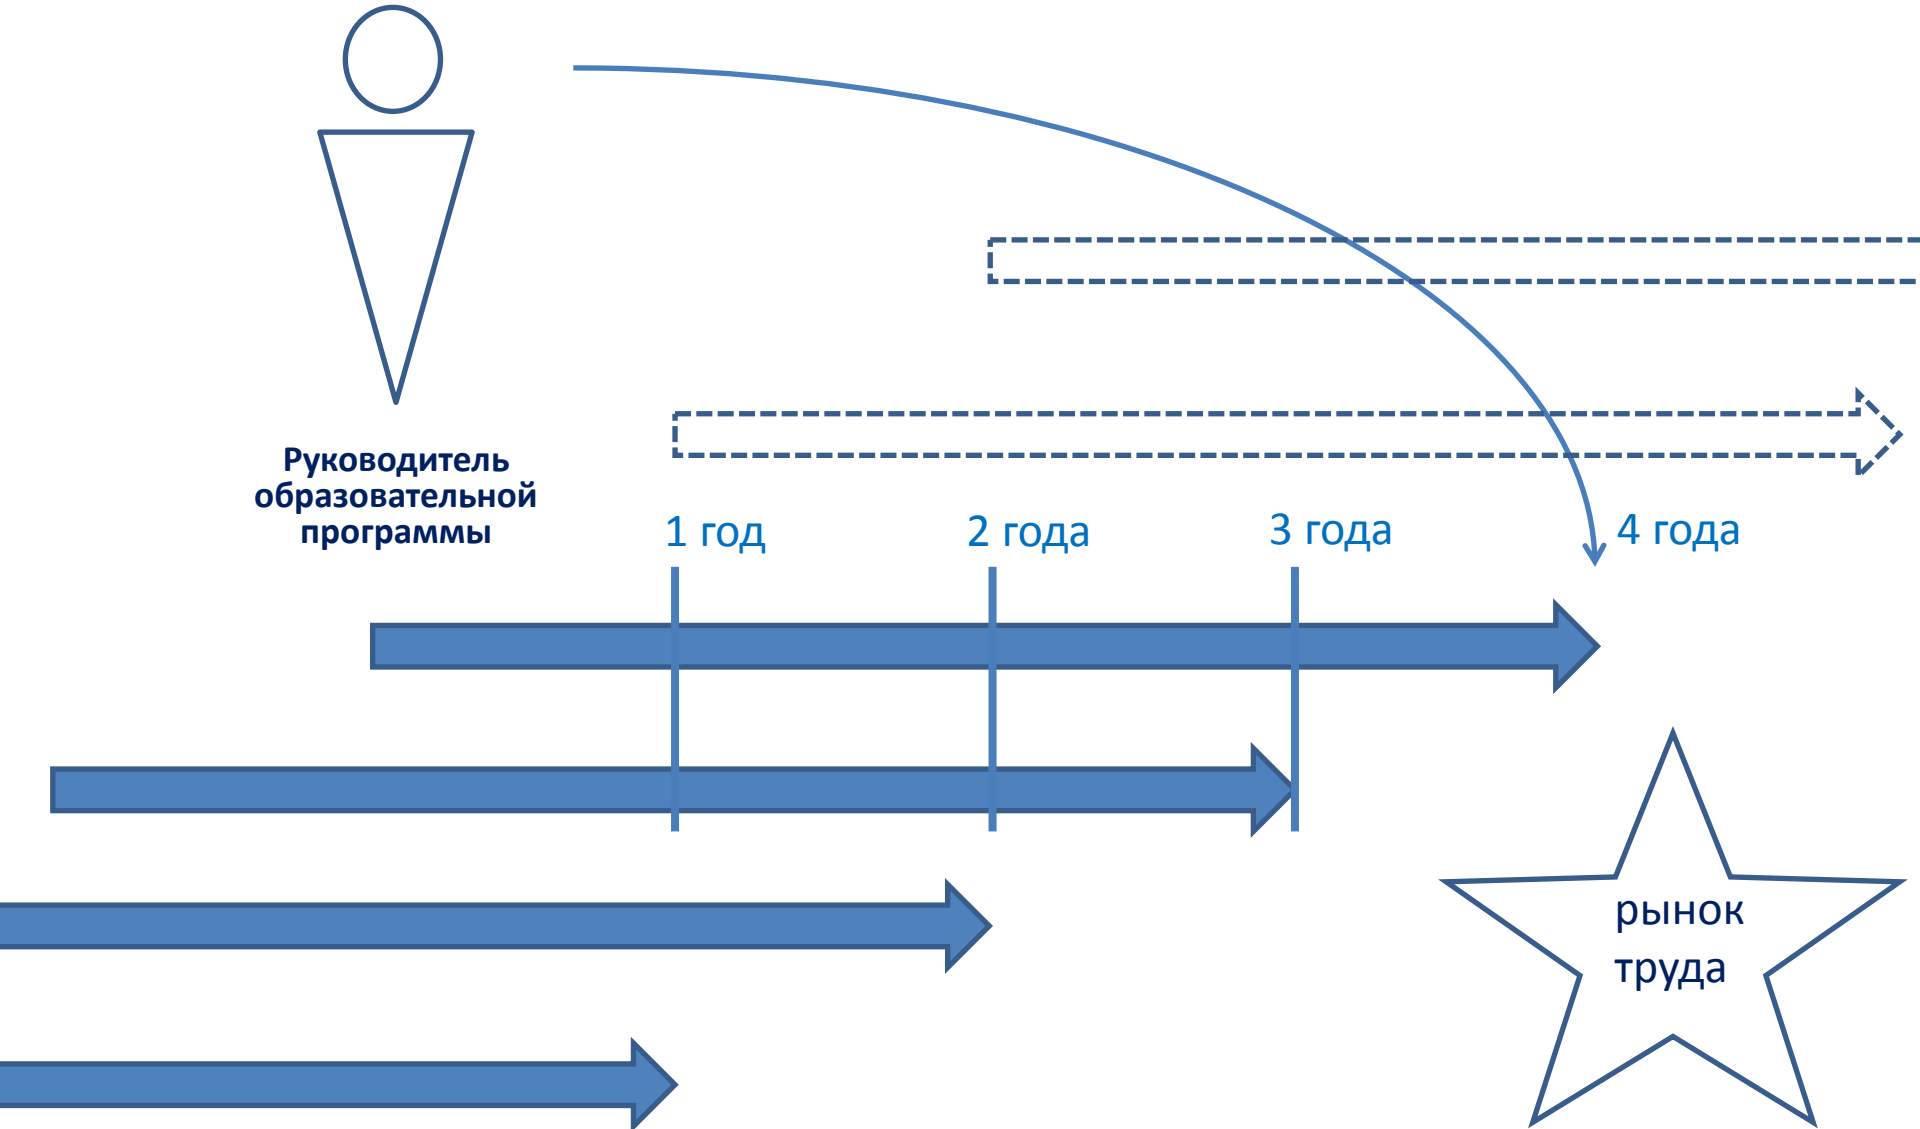 Руководитель
образовательной
программы
1 год
2 года
3 года
4 года
рынок
труда